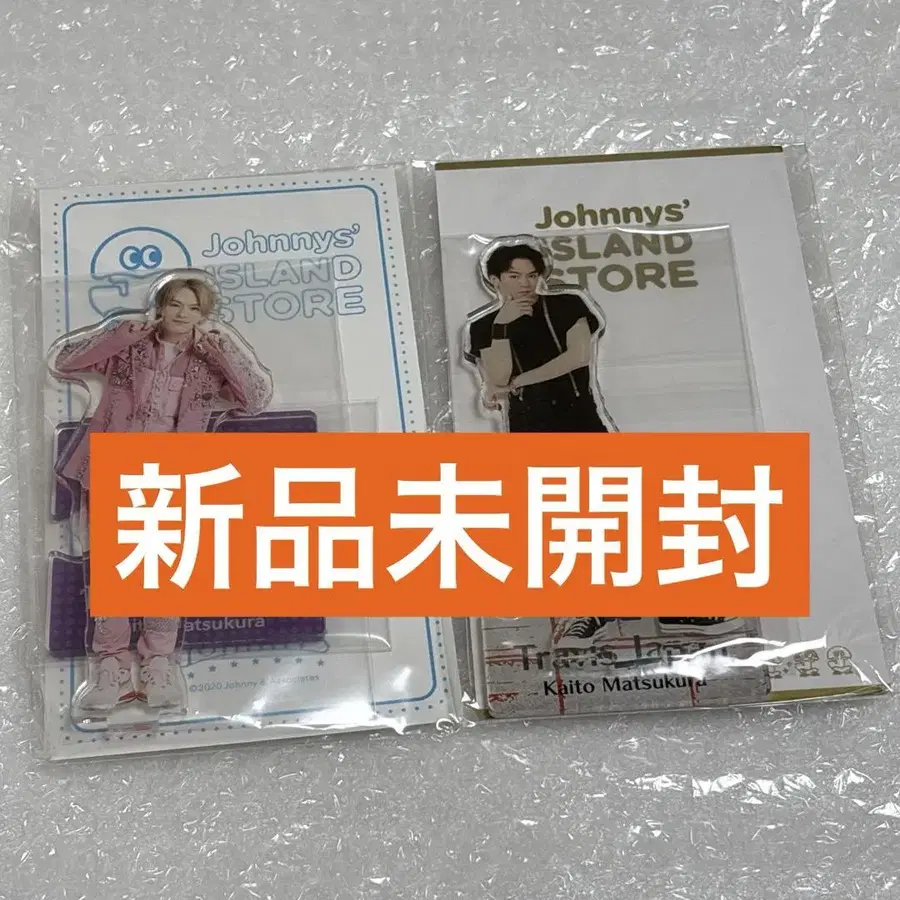 Johnnys'
ISLAND
STORE
Johnnys'
ISLAND
STORE
新品未開封
Matsukura
©2020 Johnny & Associates
Travis Japan
Kaito Matsukura